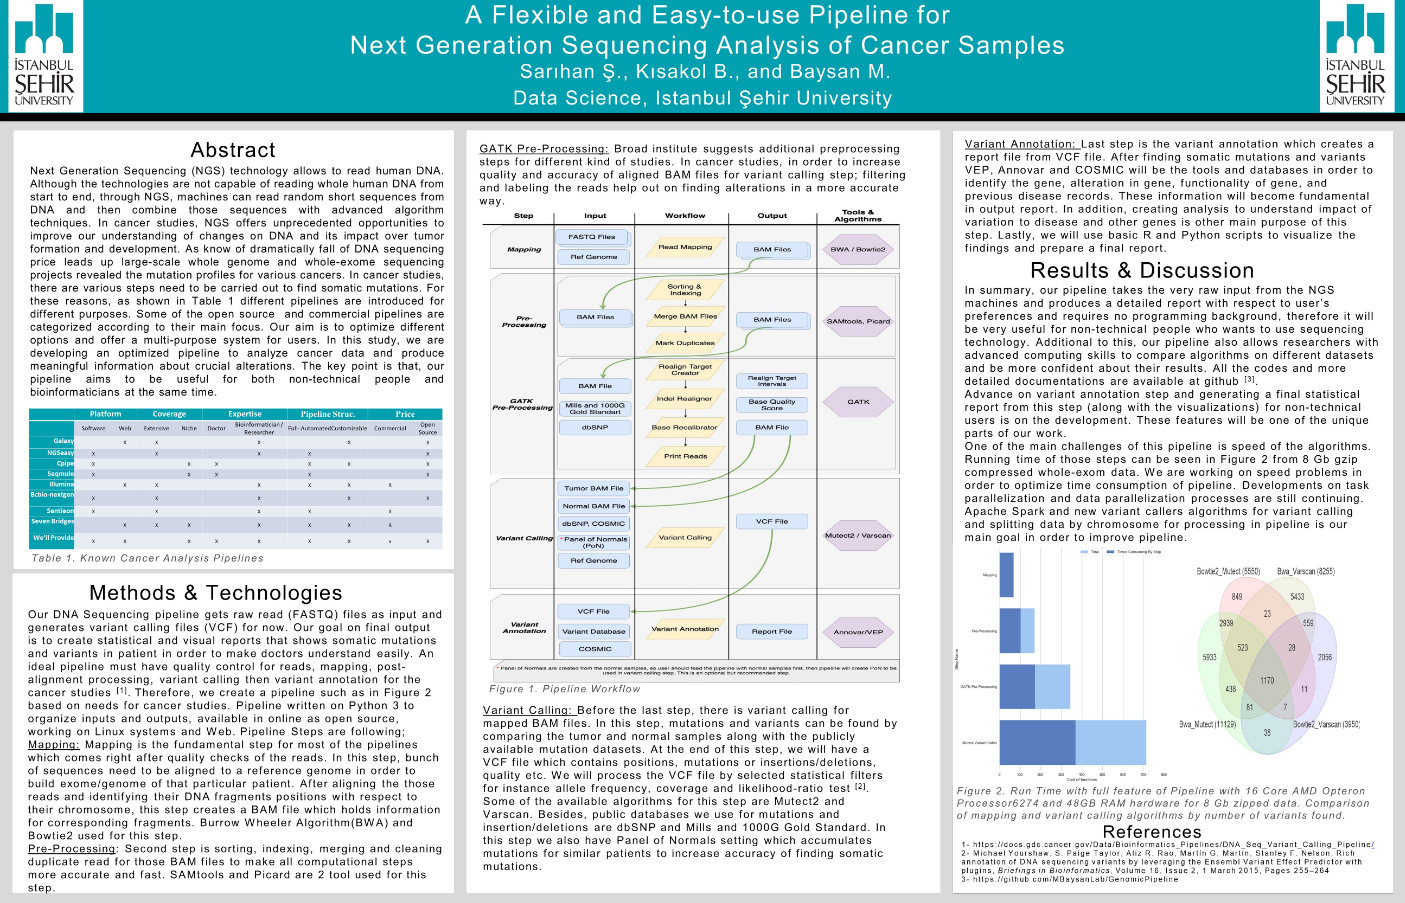 A Flexible and Easy-to-use Pipeline for
Next Generation Sequencing Analysis of Cancer Samples
Sarıhan Ş., Kısakol B., and Baysan M.
Data Science, Istanbul Şehir University
İSTANBUL
ŞEHİR
UNIVERSITY
İSTANBUL
ŞEHİR
UNIVERSITY
Abstract
Next Generation Sequencing (NGS) technology allows to read human DNA.
Although the technologies are not capable of reading whole human DNA from
start to end, through NGS, machines can read random short sequences from
DNA and then combine those sequences with advanced algorithm
techniques. In cancer studies, NGS offers unprecedented opportunities to
improve our understanding of changes on DNA and its impact over tumor
formation and development. As know of dramatically fall of DNA sequencing
price leads up large-scale whole genome and whole-exome sequencing
projects revealed the mutation profiles for various cancers. In cancer studies,
there are various steps need to be carried out to find somatic mutations. For
these reasons, as shown in Table 1 different pipelines are introduced for
different purposes. Some of the open source and commercial pipelines are
categorized according to their main focus. Our aim is to optimize different
options and offer a multi-purpose system for users. In this study, we are
developing an optimized pipeline to analyze cancer data and produce
meaningful information about crucial alterations. The key point is that, our
pipeline aims to be useful for both non-technical people and
bioinformaticians at the same time.
Platform Coverage Expertise Pipeline Struc. Price
Software Web Extensive Niche Doctor Bioinformatician / Researcher Full-Automated Customizable Commercial Open Source
Galaxy x x x x x
NGSeasy x x x x x
Cpipe x x x x x x
Seqmule x x x x x
Illumina x x x x x x
Bcbio-nextgen x x x x x
Sentieon x x x x x
Seven Bridges x x x x x x x
We'll Provide x x x x x x x x x
Table 1. Known Cancer Analysis Pipelines
Methods & Technologies
Our DNA Sequencing pipeline gets raw read (FASTQ) files as input and
generates variant calling files (VCF) for now. Our goal on final output
is to create statistical and visual reports that shows somatic mutations
and variants in patient in order to make doctors understand easily. An
ideal pipeline must have quality control for reads, mapping, post-
alignment processing, variant calling then variant annotation for the
cancer studies [1]. Therefore, we create a pipeline such as in Figure 2
based on needs for cancer studies. Pipeline written on Python 3 to
organize inputs and outputs, available in online as open source,
working on Linux systems and Web. Pipeline Steps are following;
Mapping: Mapping is the fundamental step for most of the pipelines
which comes right after quality checks of the reads. In this step, bunch
of sequences need to be aligned to a reference genome in order to
build exome/genome of that particular patient. After aligning the those
reads and identifying their DNA fragments positions with respect to
their chromosome, this step creates a BAM file which holds information
for corresponding fragments. Burrow Wheeler Algorithm(BWA) and
Bowtie2 used for this step.
Pre-Processing: Second step is sorting, indexing, merging and cleaning
duplicate read for those BAM files to make all computational steps
more accurate and fast. SAMtools and Picard are 2 tool used for this
step.
GATK Pre-Processing: Broad institute suggests additional preprocessing
steps for different kind of studies. In cancer studies, in order to increase
quality and accuracy of aligned BAM files for variant calling step; filtering
and labeling the reads help out on finding alterations in a more accurate
way.
Step Input Workflow Output Tools & Algorithms
Mapping
FASTQ Files
Ref Genome
Read Mapping
BAM Files
BWA / Bowtie2
Pre-Processing
BAM Files
Sorting & Indexing
Merge BAM Files
Mark Duplicates
BAM Files
SAMtools, Picard
GATK Pre-Processing
BAM File
Mills and 1000G Gold Standart
dbSNP
Realign Target Creator
Indel Realigner
Base Recalibrator
Print Reads
Realign Target Intervals
Base Quality Score
BAM File
GATK
Variant Calling
Tumor BAM File
Normal BAM File
dbSNP, COSMIC
* Panel of Normals (PoN)
Ref Genome
Variant Calling
VCF File
Mutect2 / Varscan
Variant Annotation
VCF File
Variant Database
COSMIC
Variant Annotation
Report File
Annovar/VEP
* Panel of Normals are created from the normal samples, so user should feed the pipeline with normal samples first, then pipeline will create PoN to be
used in variant calling step. This is an optional but recommended step.
Figure 1. Pipeline Workflow
Variant Calling: Before the last step, there is variant calling for
mapped BAM files. In this step, mutations and variants can be found by
comparing the tumor and normal samples along with the publicly
available mutation datasets. At the end of this step, we will have a
VCF file which contains positions, mutations or insertions/deletions,
quality etc. We will process the VCF file by selected statistical filters
for instance allele frequency, coverage and likelihood-ratio test [2].
Some of the available algorithms for this step are Mutect2 and
Varscan. Besides, public databases we use for mutations and
insertion/deletions are dbSNP and Mills and 1000G Gold Standard. In
this step we also have Panel of Normals setting which accumulates
mutations for similar patients to increase accuracy of finding somatic
mutations.
Variant Annotation: Last step is the variant annotation which creates a
report file from VCF file. After finding somatic mutations and variants
VEP, Annovar and COSMIC will be the tools and databases in order to
identify the gene, alteration in gene, functionality of gene, and
previous disease records. These information will become fundamental
in output report. In addition, creating analysis to understand impact of
variation to disease and other genes is other main purpose of this
step. Lastly, we will use basic R and Python scripts to visualize the
findings and prepare a final report.
Results & Discussion
In summary, our pipeline takes the very raw input from the NGS
machines and produces a detailed report with respect to user's
preferences and requires no programming background, therefore it will
be very useful for non-technical people who wants to use sequencing
technology. Additional to this, our pipeline also allows researchers with
advanced computing skills to compare algorithms on different datasets
and be more confident about their results. All the codes and more
detailed documentations are available at github [3].
Advance on variant annotation step and generating a final statistical
report from this step (along with the visualizations) for non-technical
users is on the development. These features will be one of the unique
parts of our work.
One of the main challenges of this pipeline is speed of the algorithms.
Running time of those steps can be seen in Figure 2 from 8 Gb gzip
compressed whole-exom data. We are working on speed problems in
order to optimize time consumption of pipeline. Developments on task
parallelization and data parallelization processes are still continuing.
Apache Spark and new variant callers algorithms for variant calling
and splitting data by chromosome for processing in pipeline is our
main goal in order to improve pipeline.
Total Times Consuming By Step
Mapping
Pre Processing
GATK Pre Processing
Mutect Variant Caller
Step Name
0 100 200 300 400 500 600 700 800
Bowtie2_Mutect (5550) Bwa_Varscan (8255)
849 5433
23
2939 559
523 28
5933 2056
1170
438 11
81 7
Bwa_Mutect (11129) Bowtie2_Varscan (3950)
38
Figure 2. Run Time with full feature of Pipeline with 16 Core AMD Opteron
Processor6274 and 48GB RAM hardware for 8 Gb zipped data. Comparison
of mapping and variant calling algorithms by number of variants found.
References
1- https://docs.gdc.cancer.gov/Data/Bioinformatics_Pipelines/DNA_Seq_Variant_Calling_Pipeline/
2- Michael Yourshaw, S. Paige Taylor, Aliz R. Rao, Martín G. Martín, Stanley F. Nelson. Rich
annotation of DNA sequencing variants by leveraging the Ensembl Variant Effect Predictor with
plugins, Briefings in Bioinformatics, Volume 16, Issue 2, 1 March 2015, Pages 255–264
3- https://github.com/MBaysanLab/GenomicPipeline